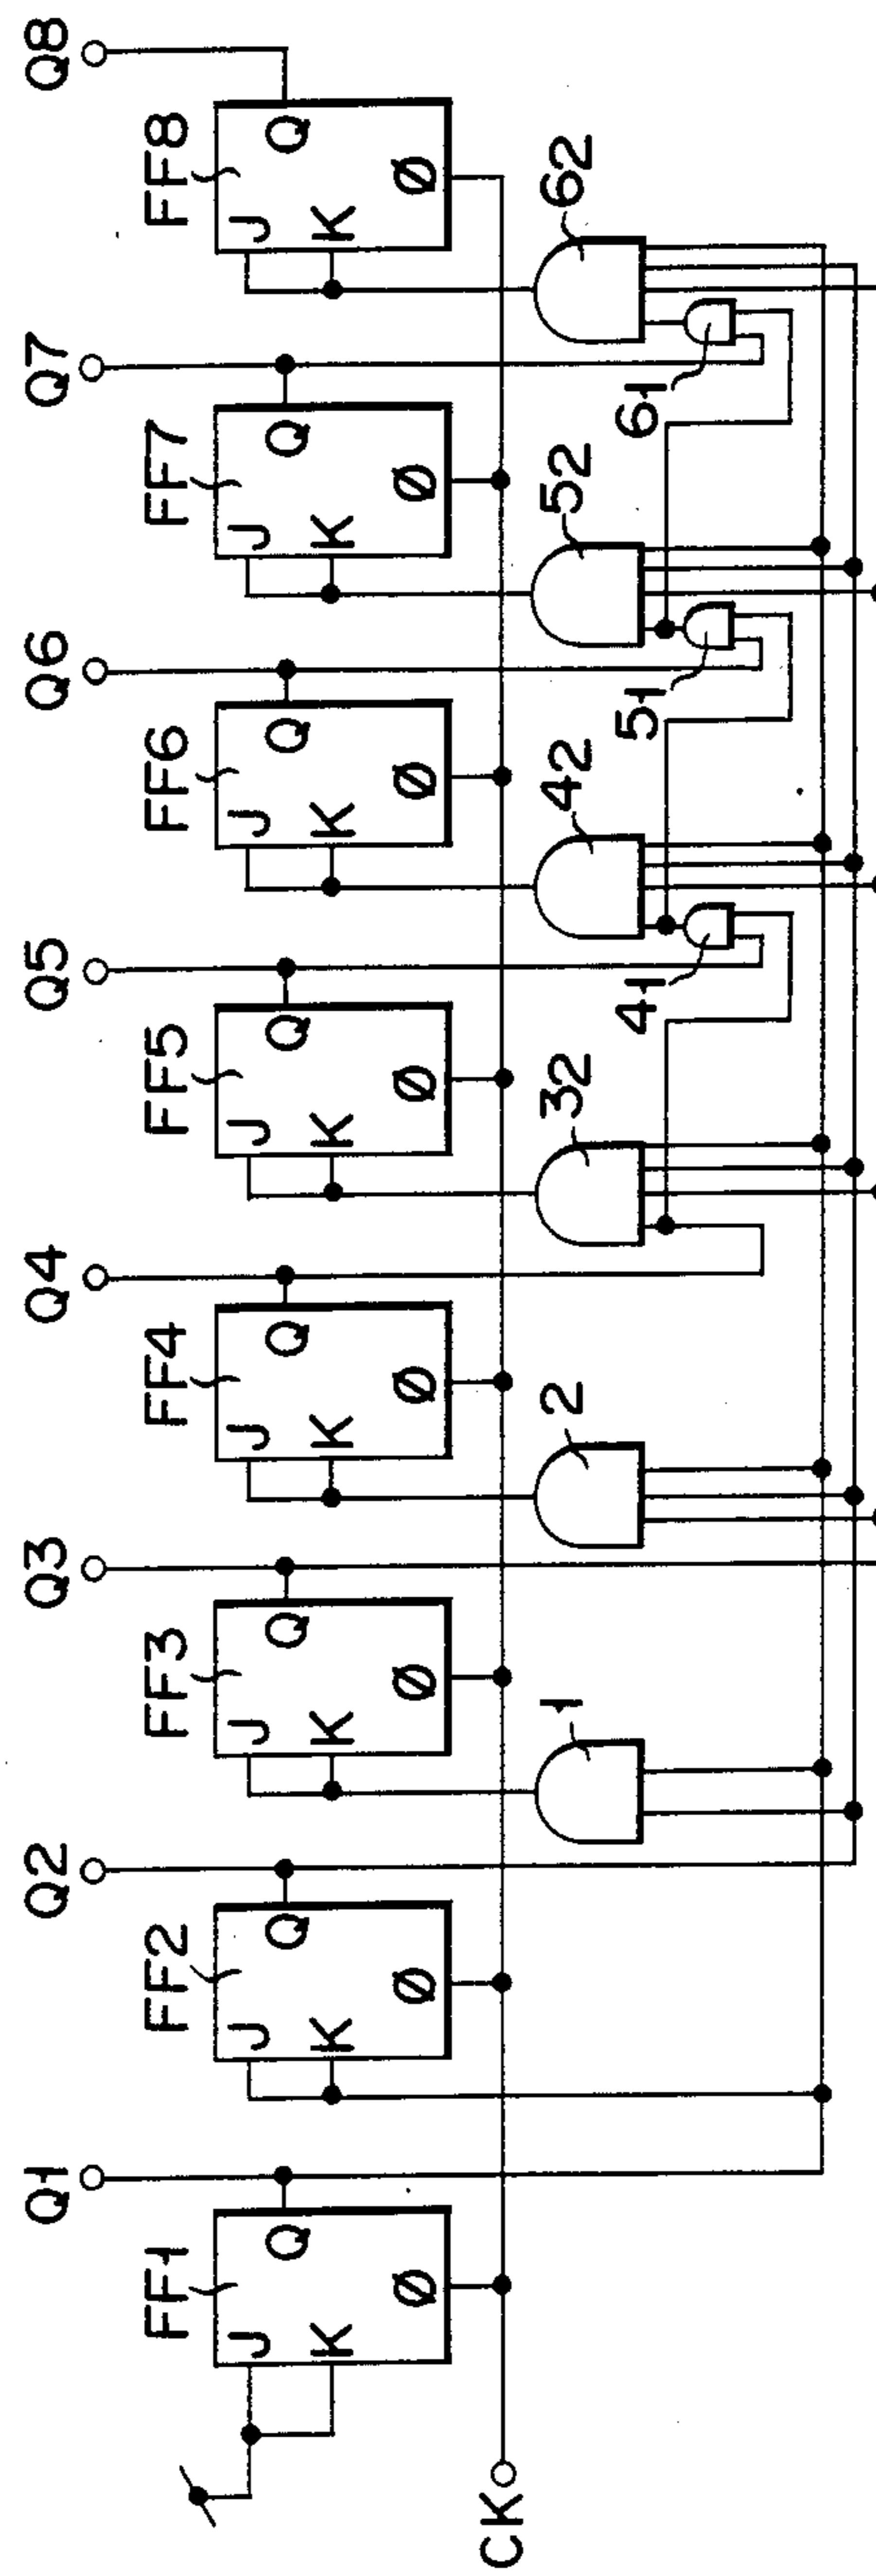 Q1 Q2 Q3 Q4 Q5 Q6 Q7 Q8
FF1 FF2 FF3 FF4 FF5 FF6 FF7 FF8
J Q J Q J Q J Q J Q J Q J Q J Q
K Ø K Ø K Ø K Ø K Ø K Ø K Ø K Ø
CK
1 2 32 42 52 62
41 51 61